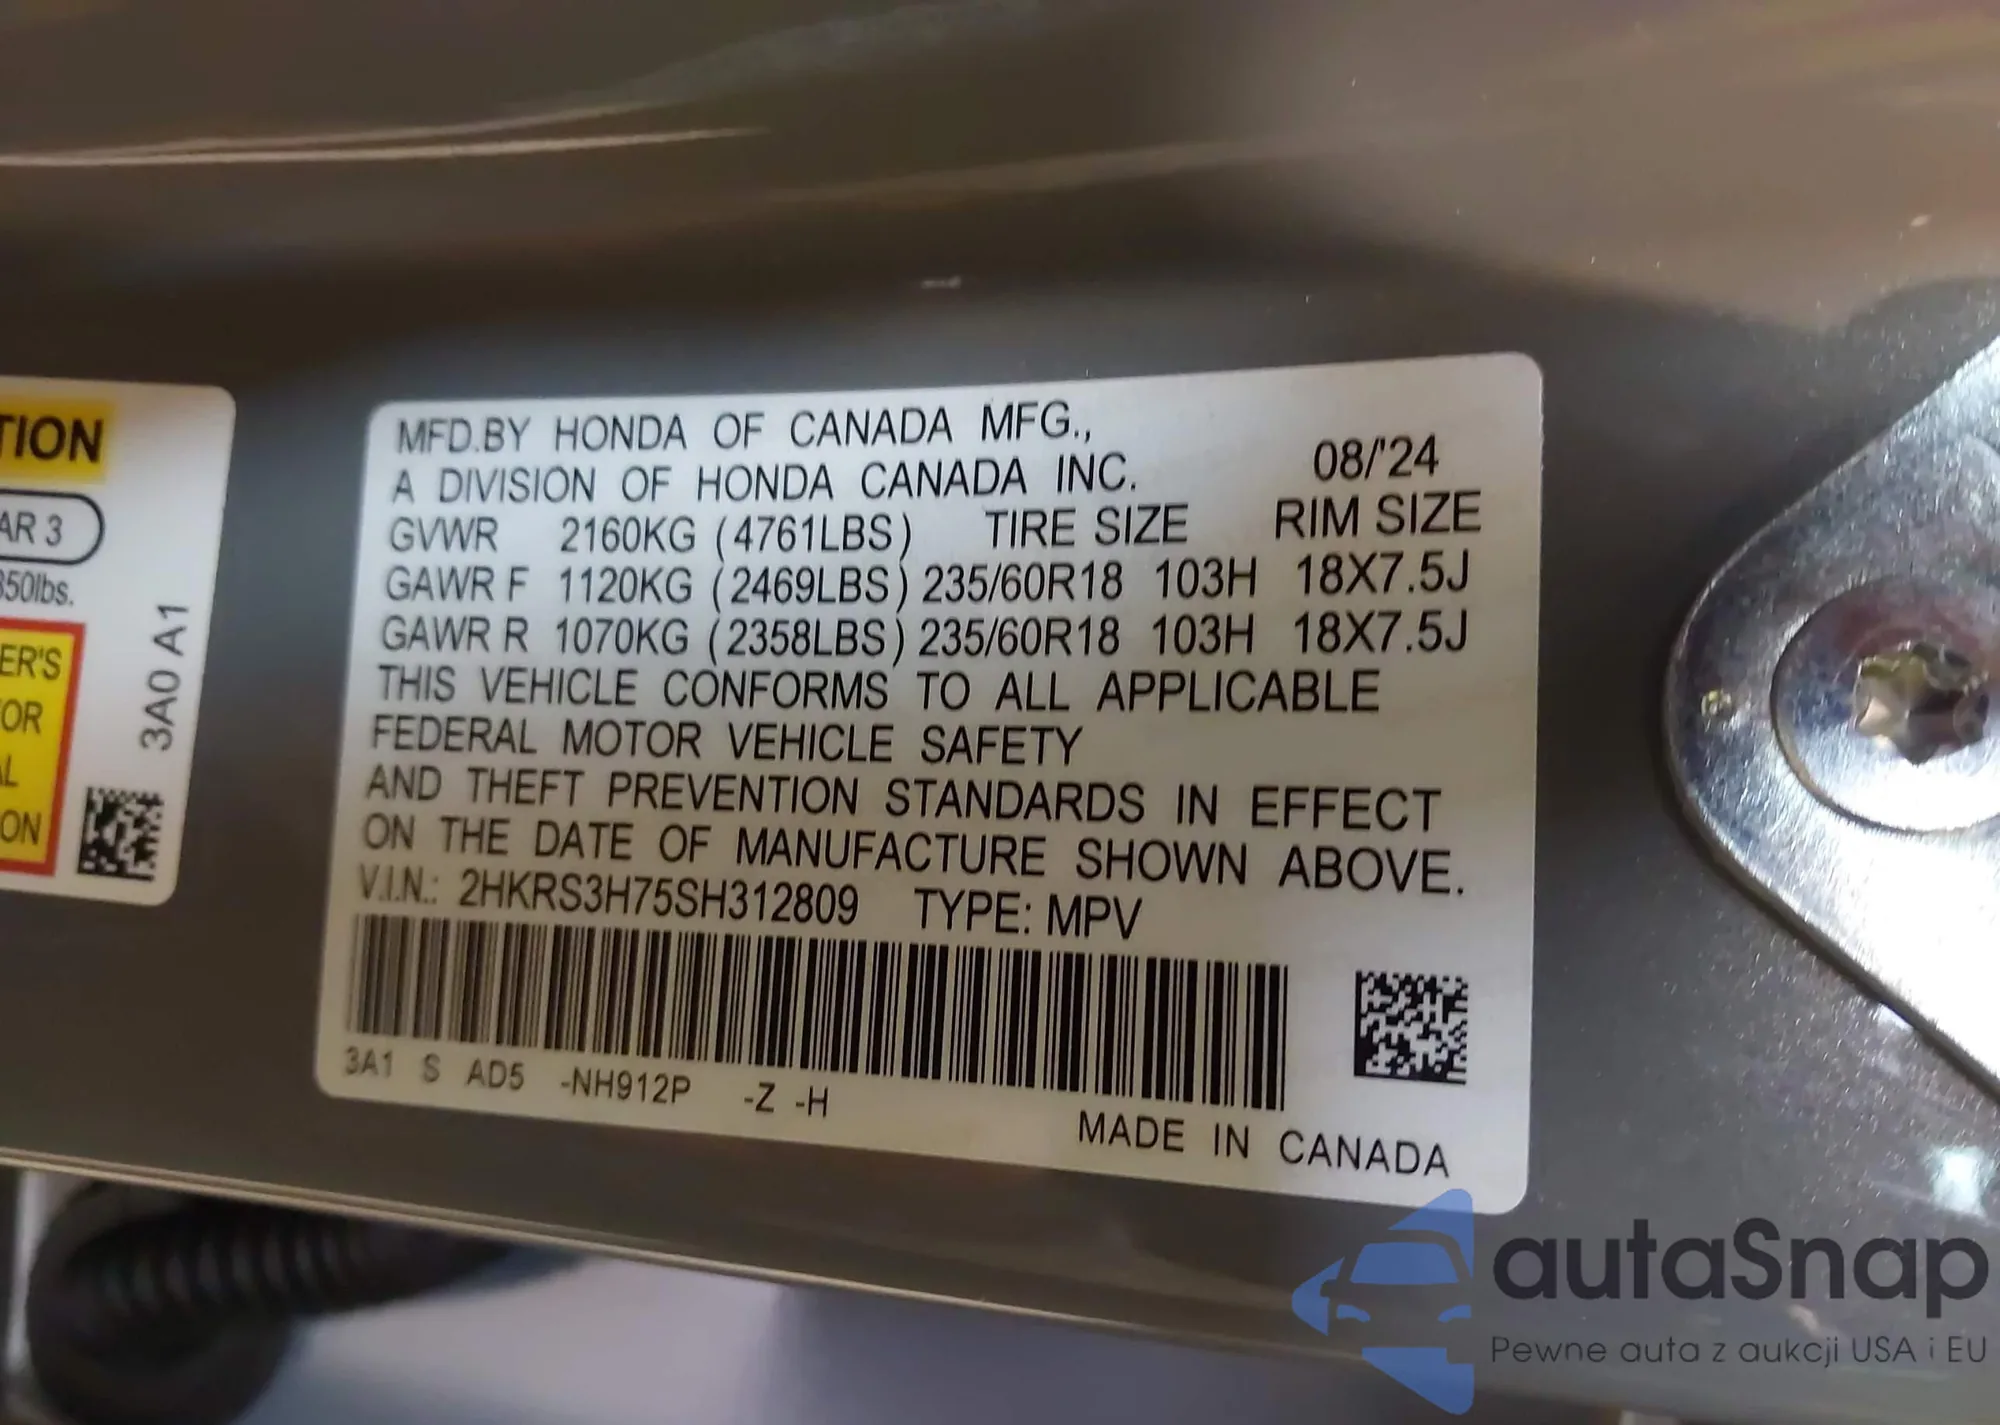 TION
AR 3
350lbs.
ER'S
OR
AL
ON
3A0 A1
MFD.BY HONDA OF CANADA MFG.,
A DIVISION OF HONDA CANADA INC. 08/'24
GVWR 2160KG (4761LBS) TIRE SIZE RIM SIZE
GAWR F 1120KG (2469LBS) 235/60R18 103H 18X7.5J
GAWR R 1070KG (2358LBS) 235/60R18 103H 18X7.5J
THIS VEHICLE CONFORMS TO ALL APPLICABLE
FEDERAL MOTOR VEHICLE SAFETY
AND THEFT PREVENTION STANDARDS IN EFFECT
ON THE DATE OF MANUFACTURE SHOWN ABOVE.
V.I.N.: 2HKRS3H75SH312809 TYPE: MPV
3A1 S AD5 -NH912P -Z -H
MADE IN CANADA
autaSnap
Pewne auta z aukcji USA i EU